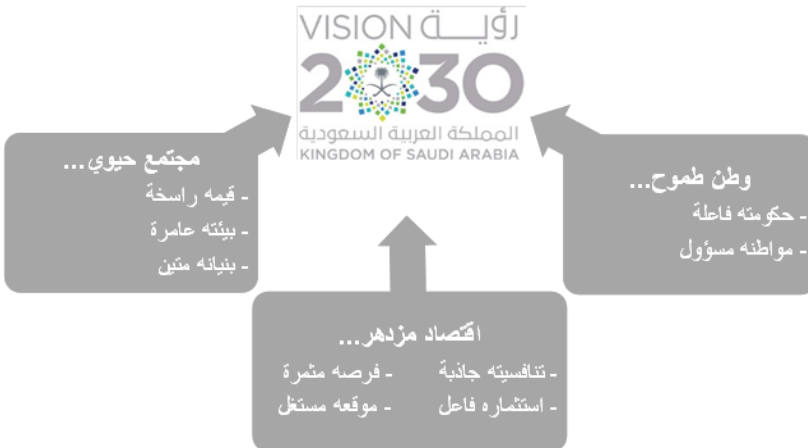 VISION رؤيــة
2030
المملكة العربية السعودية
KINGDOM OF SAUDI ARABIA
وطن طموح...
- حكومته فاعلة
- مواطنه مسؤول
مجتمع حيوي...
- قيمه راسخة
- بيئته عامرة
- بنيانه متين
اقتصاد مزدهر...
- تنافسيته جاذبة - فرصه مثمرة
- استثماره فاعل - موقعه مستغل